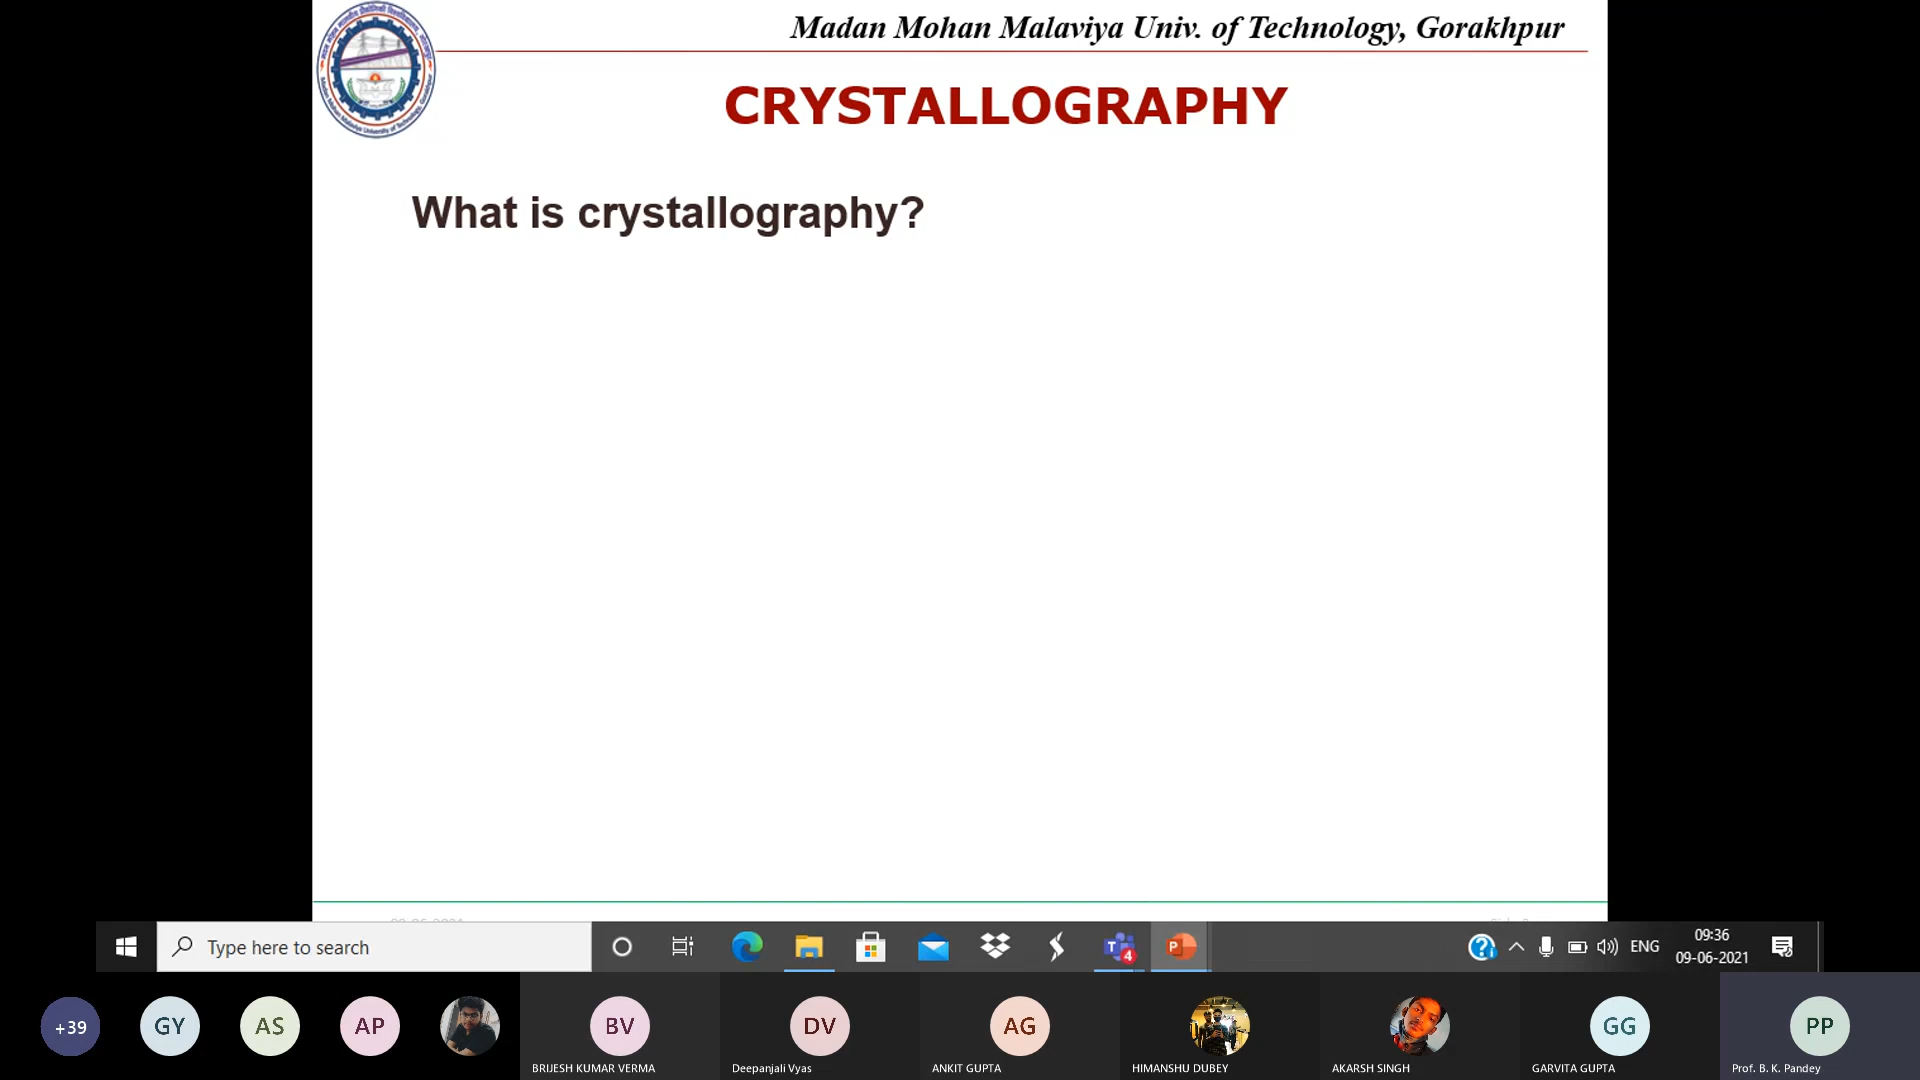 Madan Mohan Malaviya Univ. of Technology, Gorakhpur
CRYSTALLOGRAPHY
What is crystallography?
Type here to search
T
4
P
ENG
09:36
09-06-2021
+39
GY
AS
AP
BV
DV
AG
GG
PP
BRIJESH KUMAR VERMA
Deepanjali Vyas
ANKIT GUPTA
HIMANSHU DUBEY
AKARSH SINGH
GARVITA GUPTA
Prof. B. K. Pandey